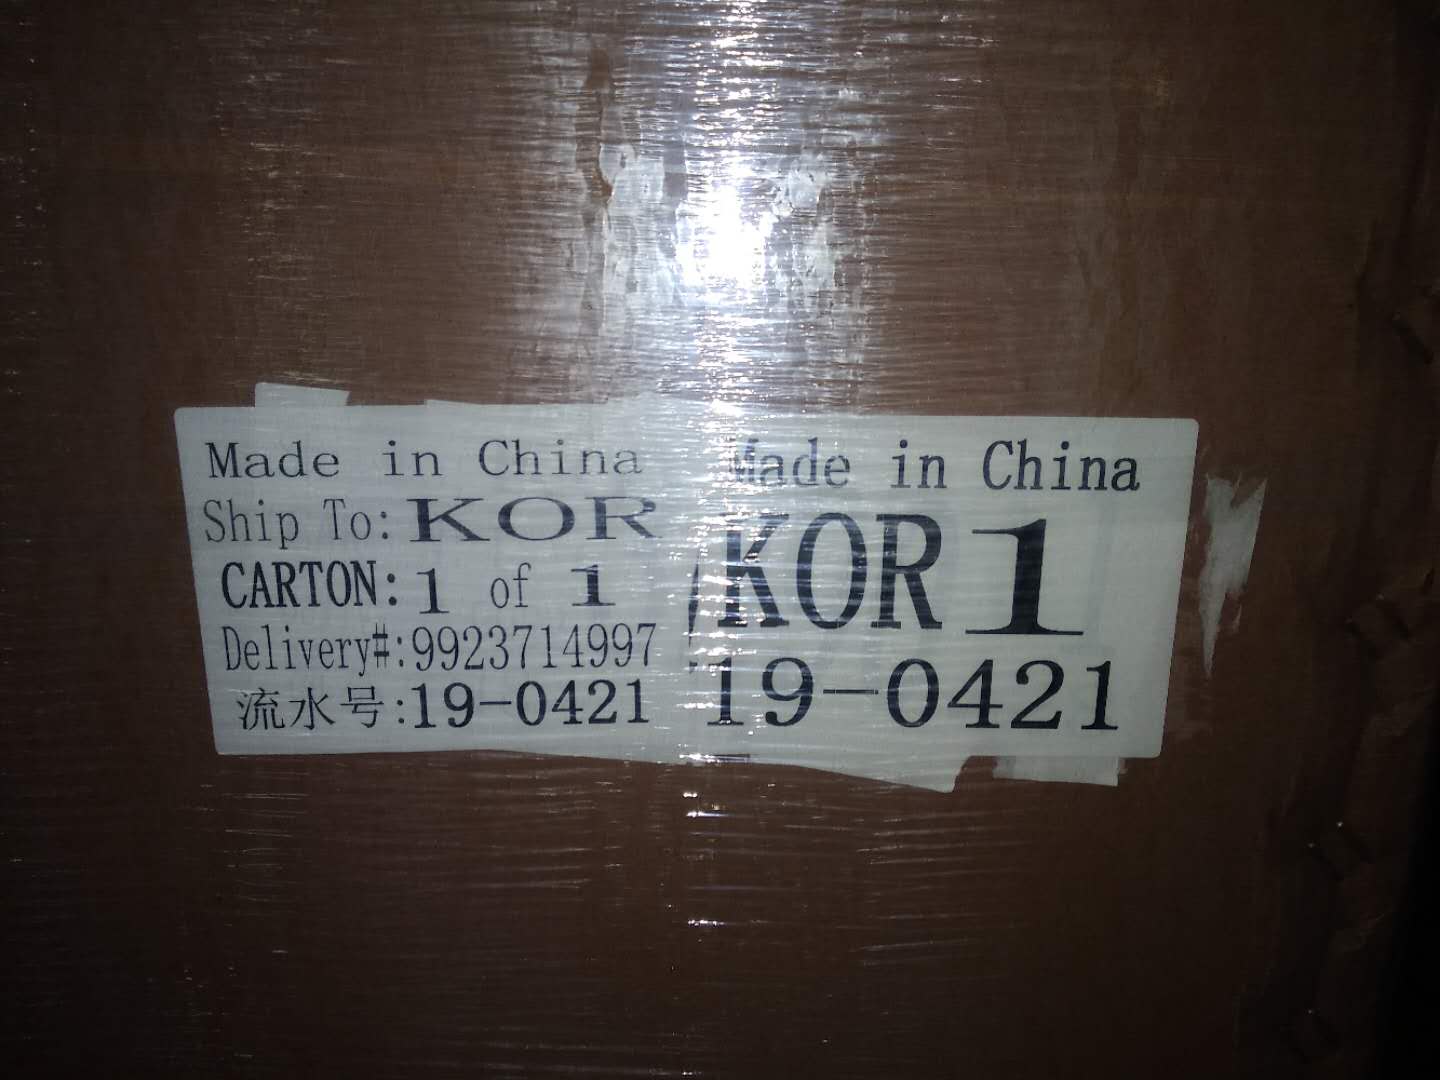 Made in China
Ship To: KOR
CARTON: 1 of 1
Delivery#:9923714997
流水号:19-0421
Made in China
KOR 1
19-0421